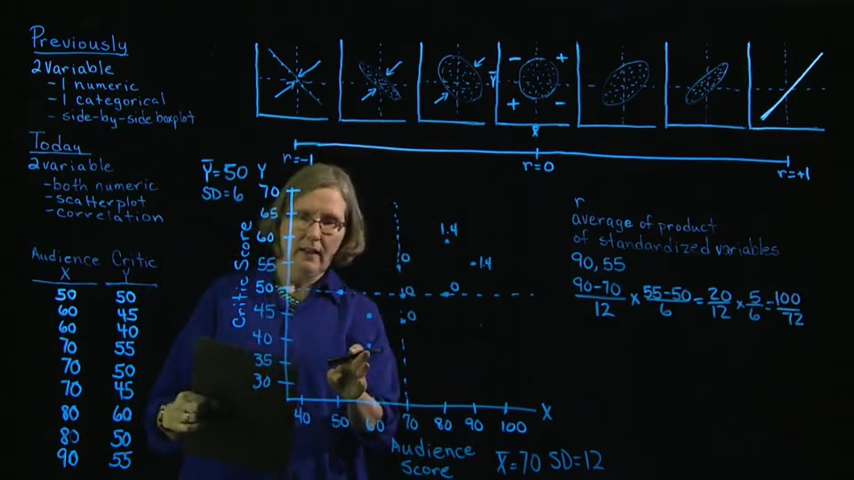 Previously
2 Variable
-1 numeric
-1 categorical
-side-by-side boxplot
Today
2 variable
-both numeric
-scatterplot
-correlation
Audience Critic
X Y
50 50
60 45
60 40
70 55
70 50
70 45
80 60
80 50
90 55
Ȳ
- +
+ -
X̄
r=-1
r=0
r=+1
Ȳ=50
SD=6
Y
70
65
60
55
50
45
40
35
30
Critic Score
1.4
1.4
0
0
0
0
40 50 60 70 80 90 100 X
Audience
Score
X̄=70 SD=12
r
average of product
of standardized variables
90, 55
90-70/12 × 55-50/6 = 20/12 × 5/6 = 100/72